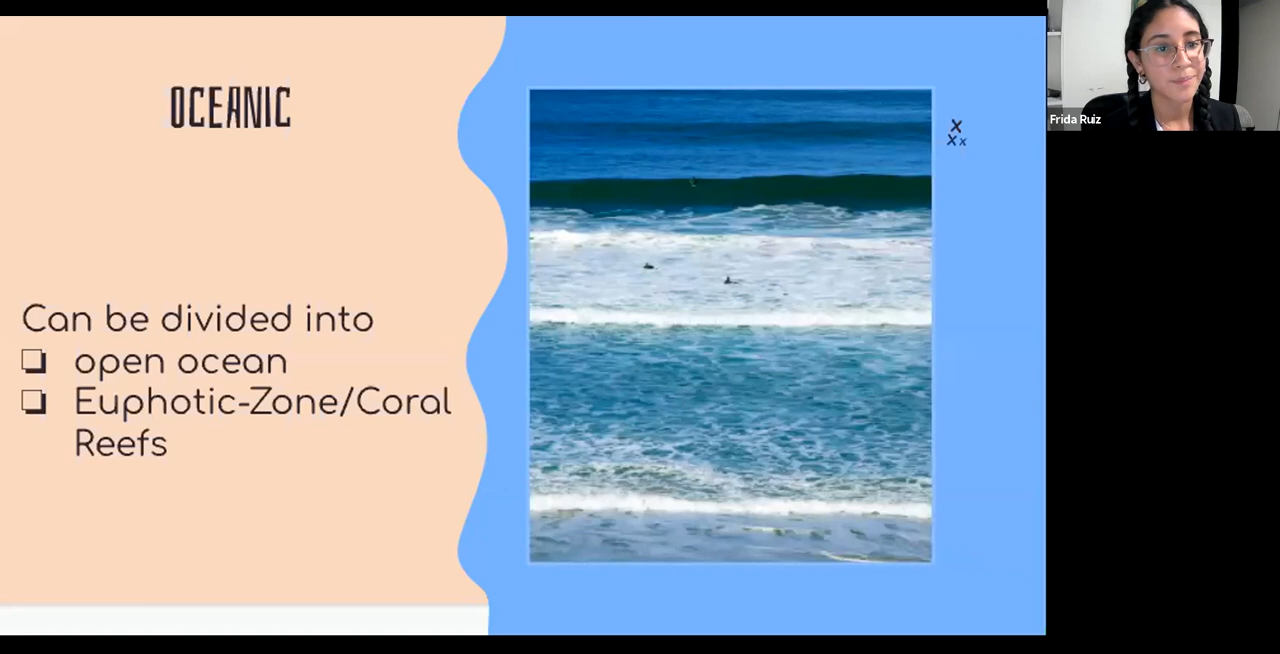 OCEANIC
Can be divided into
❏ open ocean
❏ Euphotic-Zone/Coral
Reefs
x
x x
Frida Ruiz